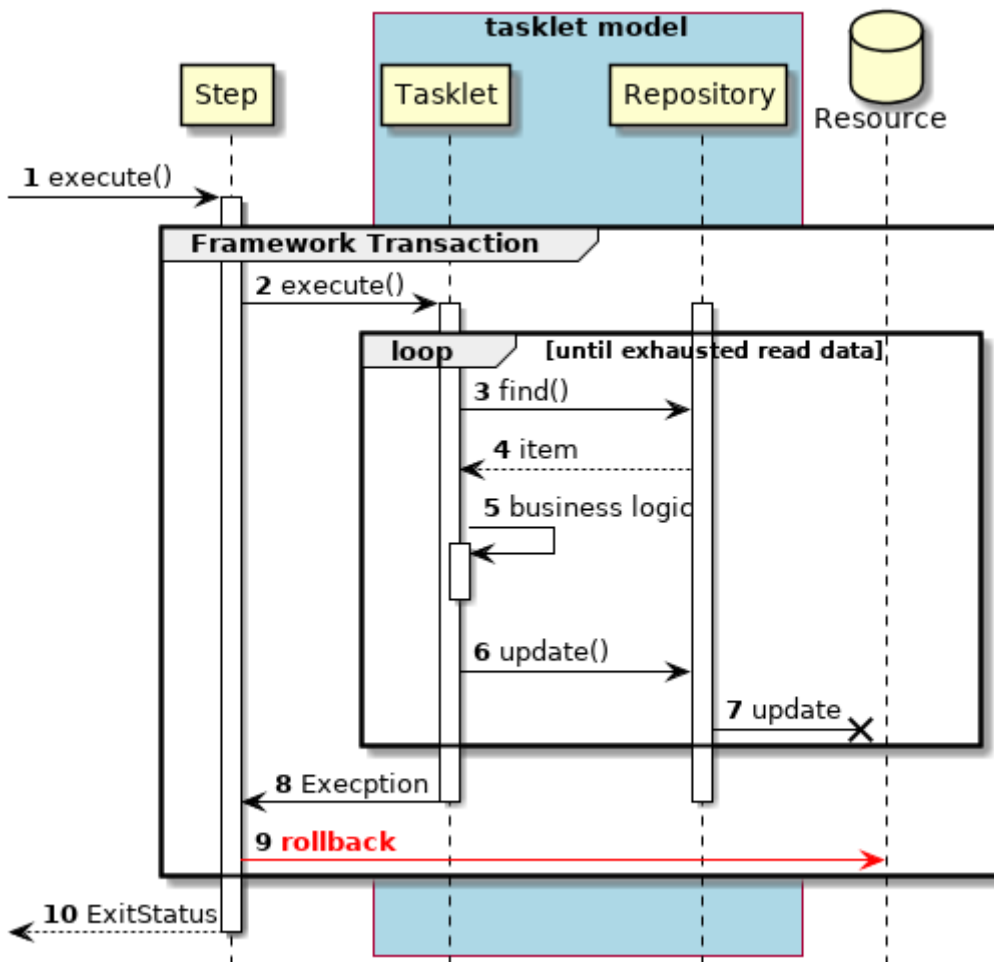 tasklet model
Step
Tasklet
Repository
Resource
1 execute()
Framework Transaction
2 execute()
loop [until exhausted read data]
3 find()
4 item
5 business logic
6 update()
7 update
8 Execption
9 rollback
10 ExitStatus